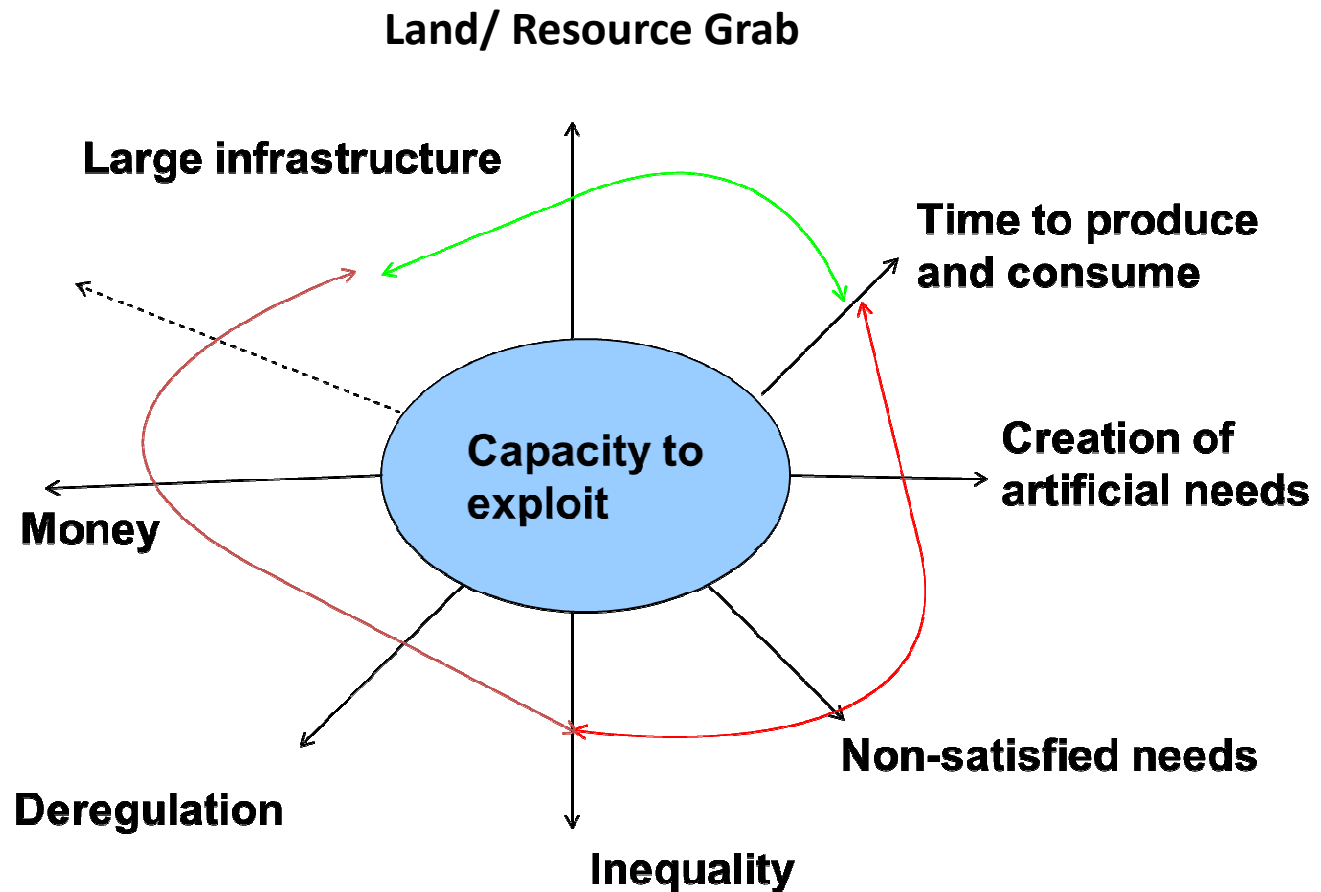 Land/ Resource Grab
Large infrastructure
Time to produce
and consume
Capacity to
exploit
Creation of
artificial needs
Money
Non-satisfied needs
Deregulation
Inequality